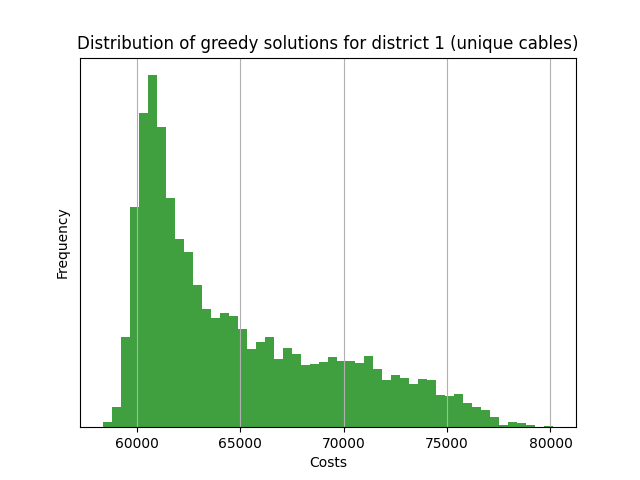 Distribution of greedy solutions for district 1 (unique cables)
Frequency
60000 65000 70000 75000 80000
Costs